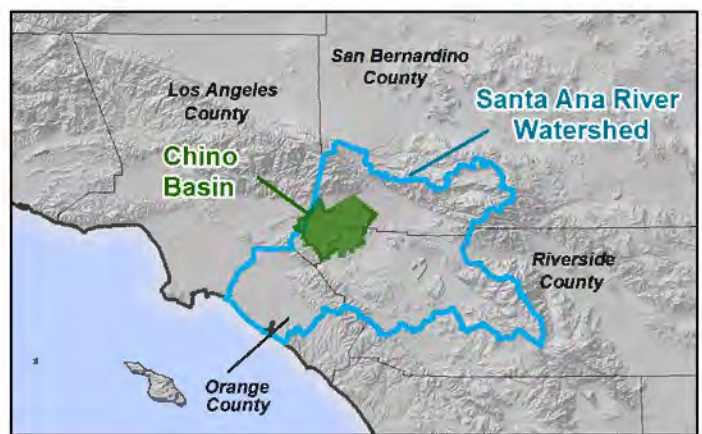 San Bernardino
County
Los Angeles
County
Santa Ana River
Watershed
Chino
Basin
Riverside
County
Orange
County